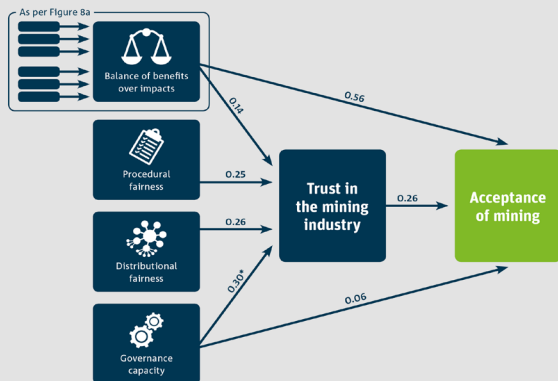 As per Figure 8a
Balance of benefits
over impacts
0.14
0.56
Procedural
fairness
0.25
Trust in
the mining
industry
0.26
Acceptance
of mining
0.26
Distributional
fairness
0.30*
0.06
Governance
capacity